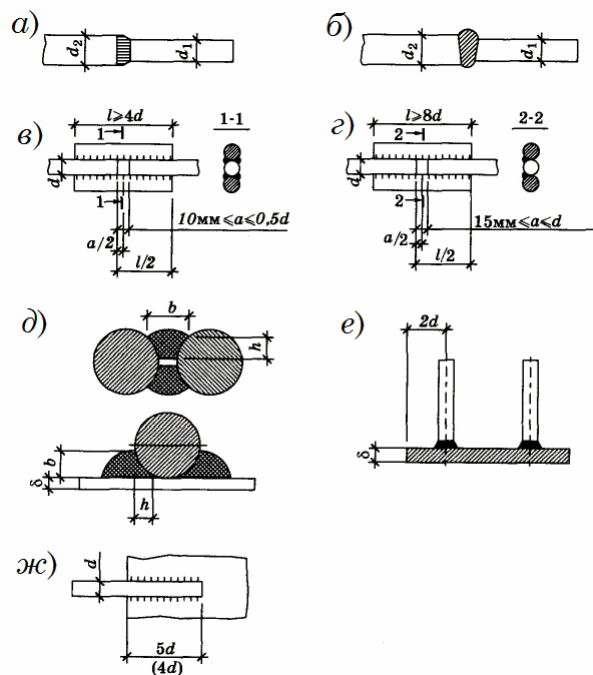 а)
d₂
d₁
б)
d₂
d₁
в)
l⩾4d
1-1
1
d
1
10мм⩽a⩽0,5d
a/2
l/2
г)
l⩾8d
2-2
2
d
2
15мм⩽a⩽d
a/2
l/2
д)
b
h
b
δ
h
е)
2d
δ
ж)
d
5d
(4d)